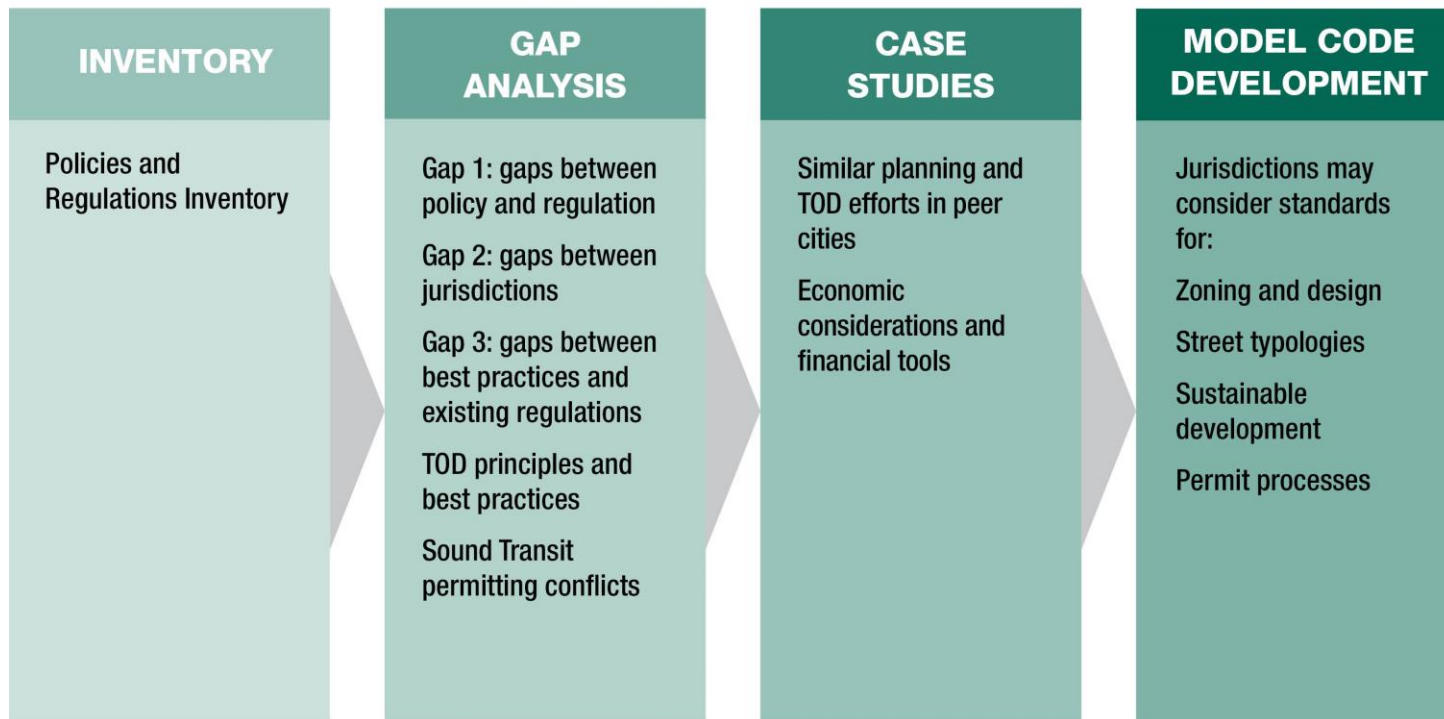 INVENTORY
Policies and
Regulations Inventory
GAP
ANALYSIS
Gap 1: gaps between
policy and regulation
Gap 2: gaps between
jurisdictions
Gap 3: gaps between
best practices and
existing regulations
TOD principles and
best practices
Sound Transit
permitting conflicts
CASE
STUDIES
Similar planning and
TOD efforts in peer
cities
Economic
considerations and
financial tools
MODEL CODE
DEVELOPMENT
Jurisdictions may
consider standards
for:
Zoning and design
Street typologies
Sustainable
development
Permit processes